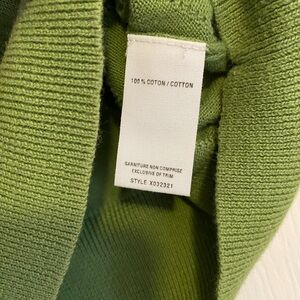 100 % COTON / COTTON
GARNITURE NON COMPRISE
EXCLUSIVE OF TRIM
STYLE X032321